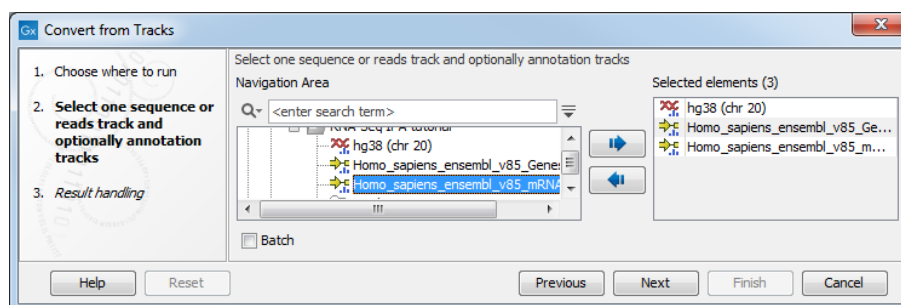 Gx Convert from Tracks
1. Choose where to run
2. Select one sequence or
reads track and
optionally annotation
tracks
3. Result handling
Select one sequence or reads track and optionally annotation tracks
Navigation Area
<enter search term>
hg38 (chr 20)
Homo_sapiens_ensembl_v85_Genes
Homo_sapiens_ensembl_v85_mRNA
Batch
Selected elements (3)
hg38 (chr 20)
Homo_sapiens_ensembl_v85_Ge...
Homo_sapiens_ensembl_v85_m...
Help
Reset
Previous
Next
Finish
Cancel